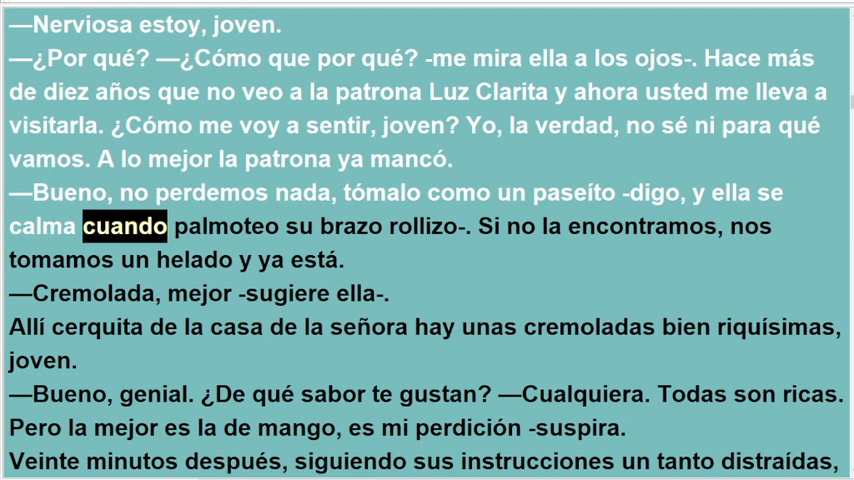 —Nerviosa estoy, joven.
—¿Por qué? —¿Cómo que por qué? -me mira ella a los ojos-. Hace más
de diez años que no veo a la patrona Luz Clarita y ahora usted me lleva a
visitarla. ¿Cómo me voy a sentir, joven? Yo, la verdad, no sé ni para qué
vamos. A lo mejor la patrona ya mancó.
—Bueno, no perdemos nada, tómalo como un paseíto -digo, y ella se
calma cuando palmoteo su brazo rollizo-. Si no la encontramos, nos
tomamos un helado y ya está.
—Cremolada, mejor -sugiere ella-.
Allí cerquita de la casa de la señora hay unas cremoladas bien riquísimas,
joven.
—Bueno, genial. ¿De qué sabor te gustan? —Cualquiera. Todas son ricas.
Pero la mejor es la de mango, es mi perdición -suspira.
Veinte minutos después, siguiendo sus instrucciones un tanto distraídas,